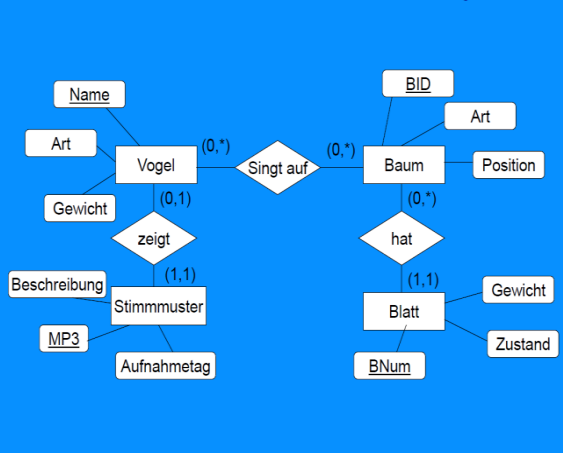 BID
Name
Art
Art
(0,*)
(0,*)
Vogel
Singt auf
Baum
Position
(0,1)
(0,*)
Gewicht
zeigt
hat
(1,1)
(1,1)
Beschreibung
Gewicht
Stimmmuster
Blatt
MP3
Zustand
Aufnahmetag
BNum